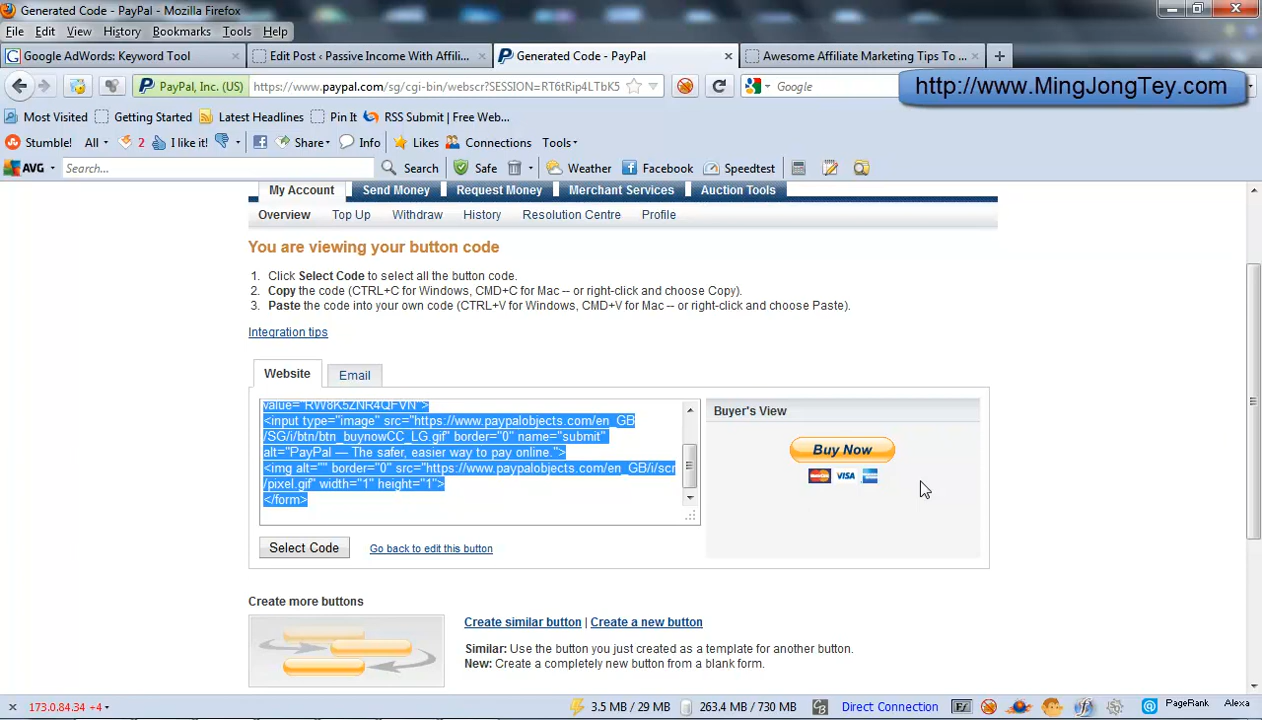 Generated Code - PayPal - Mozilla Firefox
File Edit View History Bookmarks Tools Help
Google AdWords: Keyword Tool × Edit Post ‹ Passive Income With Affili... × Generated Code - PayPal × Awesome Affiliate Marketing Tips To ... × +
PayPal, Inc. (US) https://www.paypal.com/sg/cgi-bin/webscr?SESSION=RT6tRip4LTbK5 Google
http://www.MingJongTey.com
Most Visited Getting Started Latest Headlines Pin It RSS Submit | Free Web...
Stumble! All 2 I like it! Share Info Likes Connections Tools
AVG Search... Search Safe Weather Facebook Speedtest
My Account Send Money Request Money Merchant Services Auction Tools
Overview Top Up Withdraw History Resolution Centre Profile
You are viewing your button code
1. Click Select Code to select all the button code.
2. Copy the code (CTRL+C for Windows, CMD+C for Mac -- or right-click and choose Copy).
3. Paste the code into your own code (CTRL+V for Windows, CMD+V for Mac -- or right-click and choose Paste).
Integration tips
Website Email
value="RW8K5ZNR4QFVN">
<input type="image" src="https://www.paypalobjects.com/en_GB
/SG/i/btn/btn_buynowCC_LG.gif" border="0" name="submit"
alt="PayPal — The safer, easier way to pay online.">
<img alt="" border="0" src="https://www.paypalobjects.com/en_GB/i/scr
/pixel.gif" width="1" height="1">
</form>
Buyer's View
Buy Now
MasterCard VISA
Select Code Go back to edit this button
Create more buttons
Create similar button | Create a new button
Similar: Use the button you just created as a template for another button.
New: Create a completely new button from a blank form.
× 173.0.84.34 +4 3.5 MB / 29 MB 263.4 MB / 730 MB Direct Connection PageRank Alexa